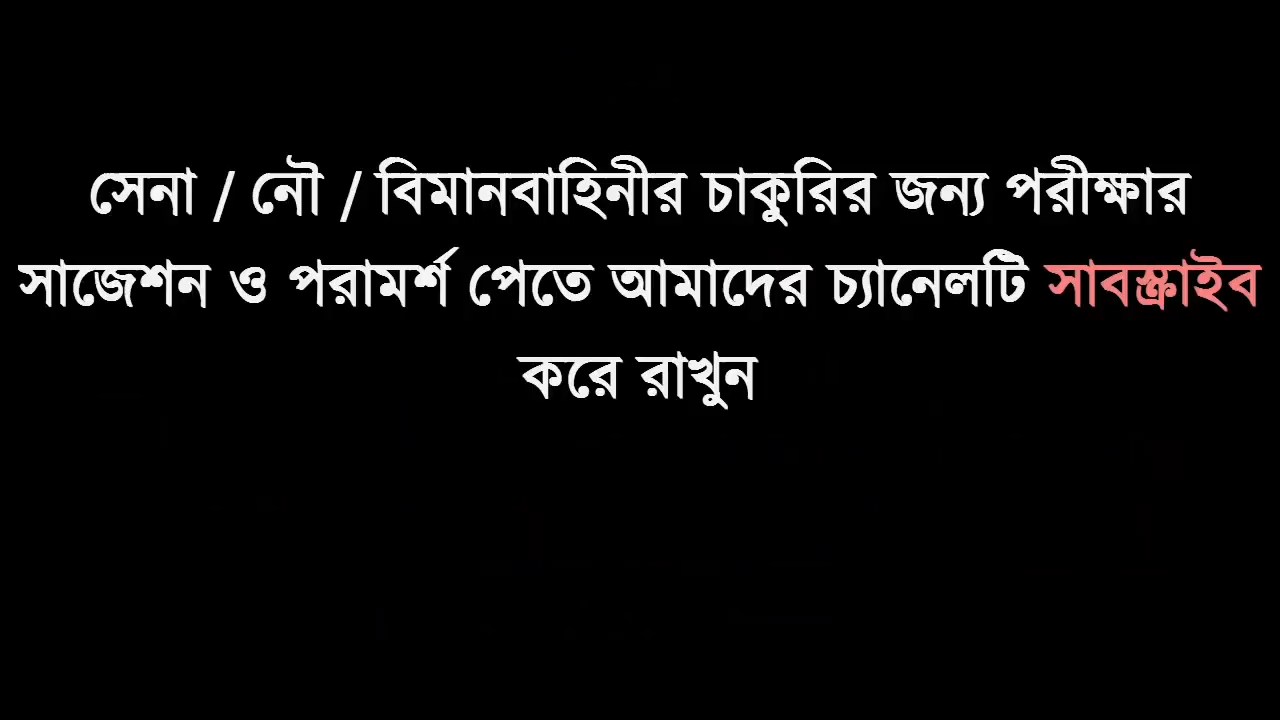 সেনা / নৌ / বিমানবাহিনীর চাকুরির জন্য পরীক্ষার
সাজেশন ও পরামর্শ পেতে আমাদের চ্যানেলটি সাবস্ক্রাইব
করে রাখুন